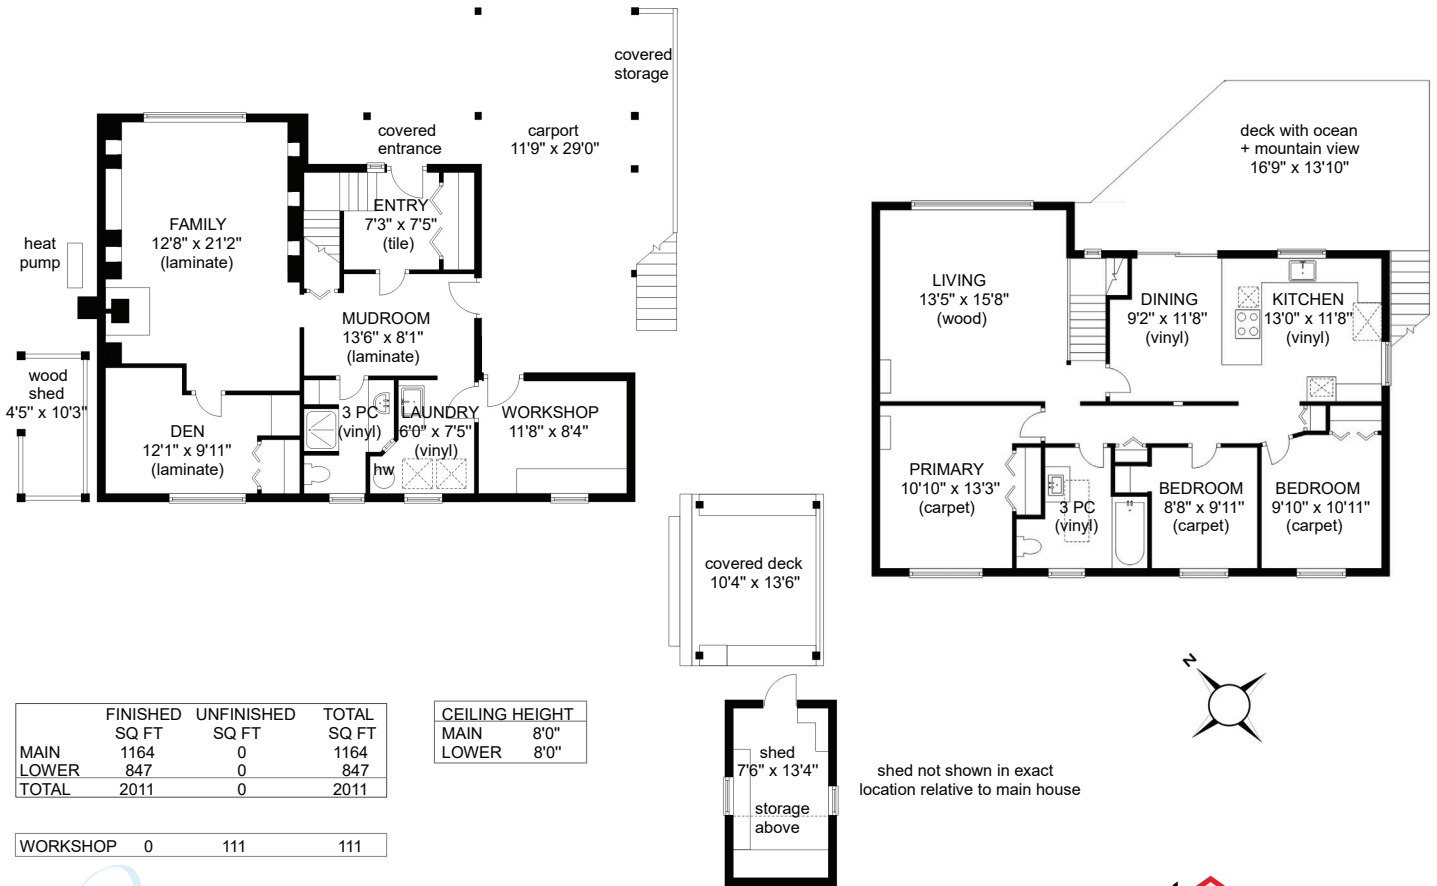 covered
storage
covered
entrance
carport
11'9" x 29'0"
FAMILY
12'8" x 21'2"
(laminate)
ENTRY
7'3" x 7'5"
(tile)
heat
pump
MUDROOM
13'6" x 8'1"
(laminate)
wood
shed
4'5" x 10'3"
DEN
12'1" x 9'11"
(laminate)
3 PC
(vinyl)
LAUNDRY
6'0" x 7'5"
(vinyl)
hw
WORKSHOP
11'8" x 8'4"
deck with ocean
+ mountain view
16'9" x 13'10"
LIVING
13'5" x 15'8"
(wood)
DINING
9'2" x 11'8"
(vinyl)
KITCHEN
13'0" x 11'8"
(vinyl)
PRIMARY
10'10" x 13'3"
(carpet)
3 PC
(vinyl)
BEDROOM
8'8" x 9'11"
(carpet)
BEDROOM
9'10" x 10'11"
(carpet)
covered deck
10'4" x 13'6"
shed
7'6" x 13'4"
storage
above
shed not shown in exact
location relative to main house
N
FINISHED UNFINISHED TOTAL
SQ FT SQ FT SQ FT
MAIN 1164 0 1164
LOWER 847 0 847
TOTAL 2011 0 2011
WORKSHOP 0 111 111
CEILING HEIGHT
MAIN 8'0"
LOWER 8'0"